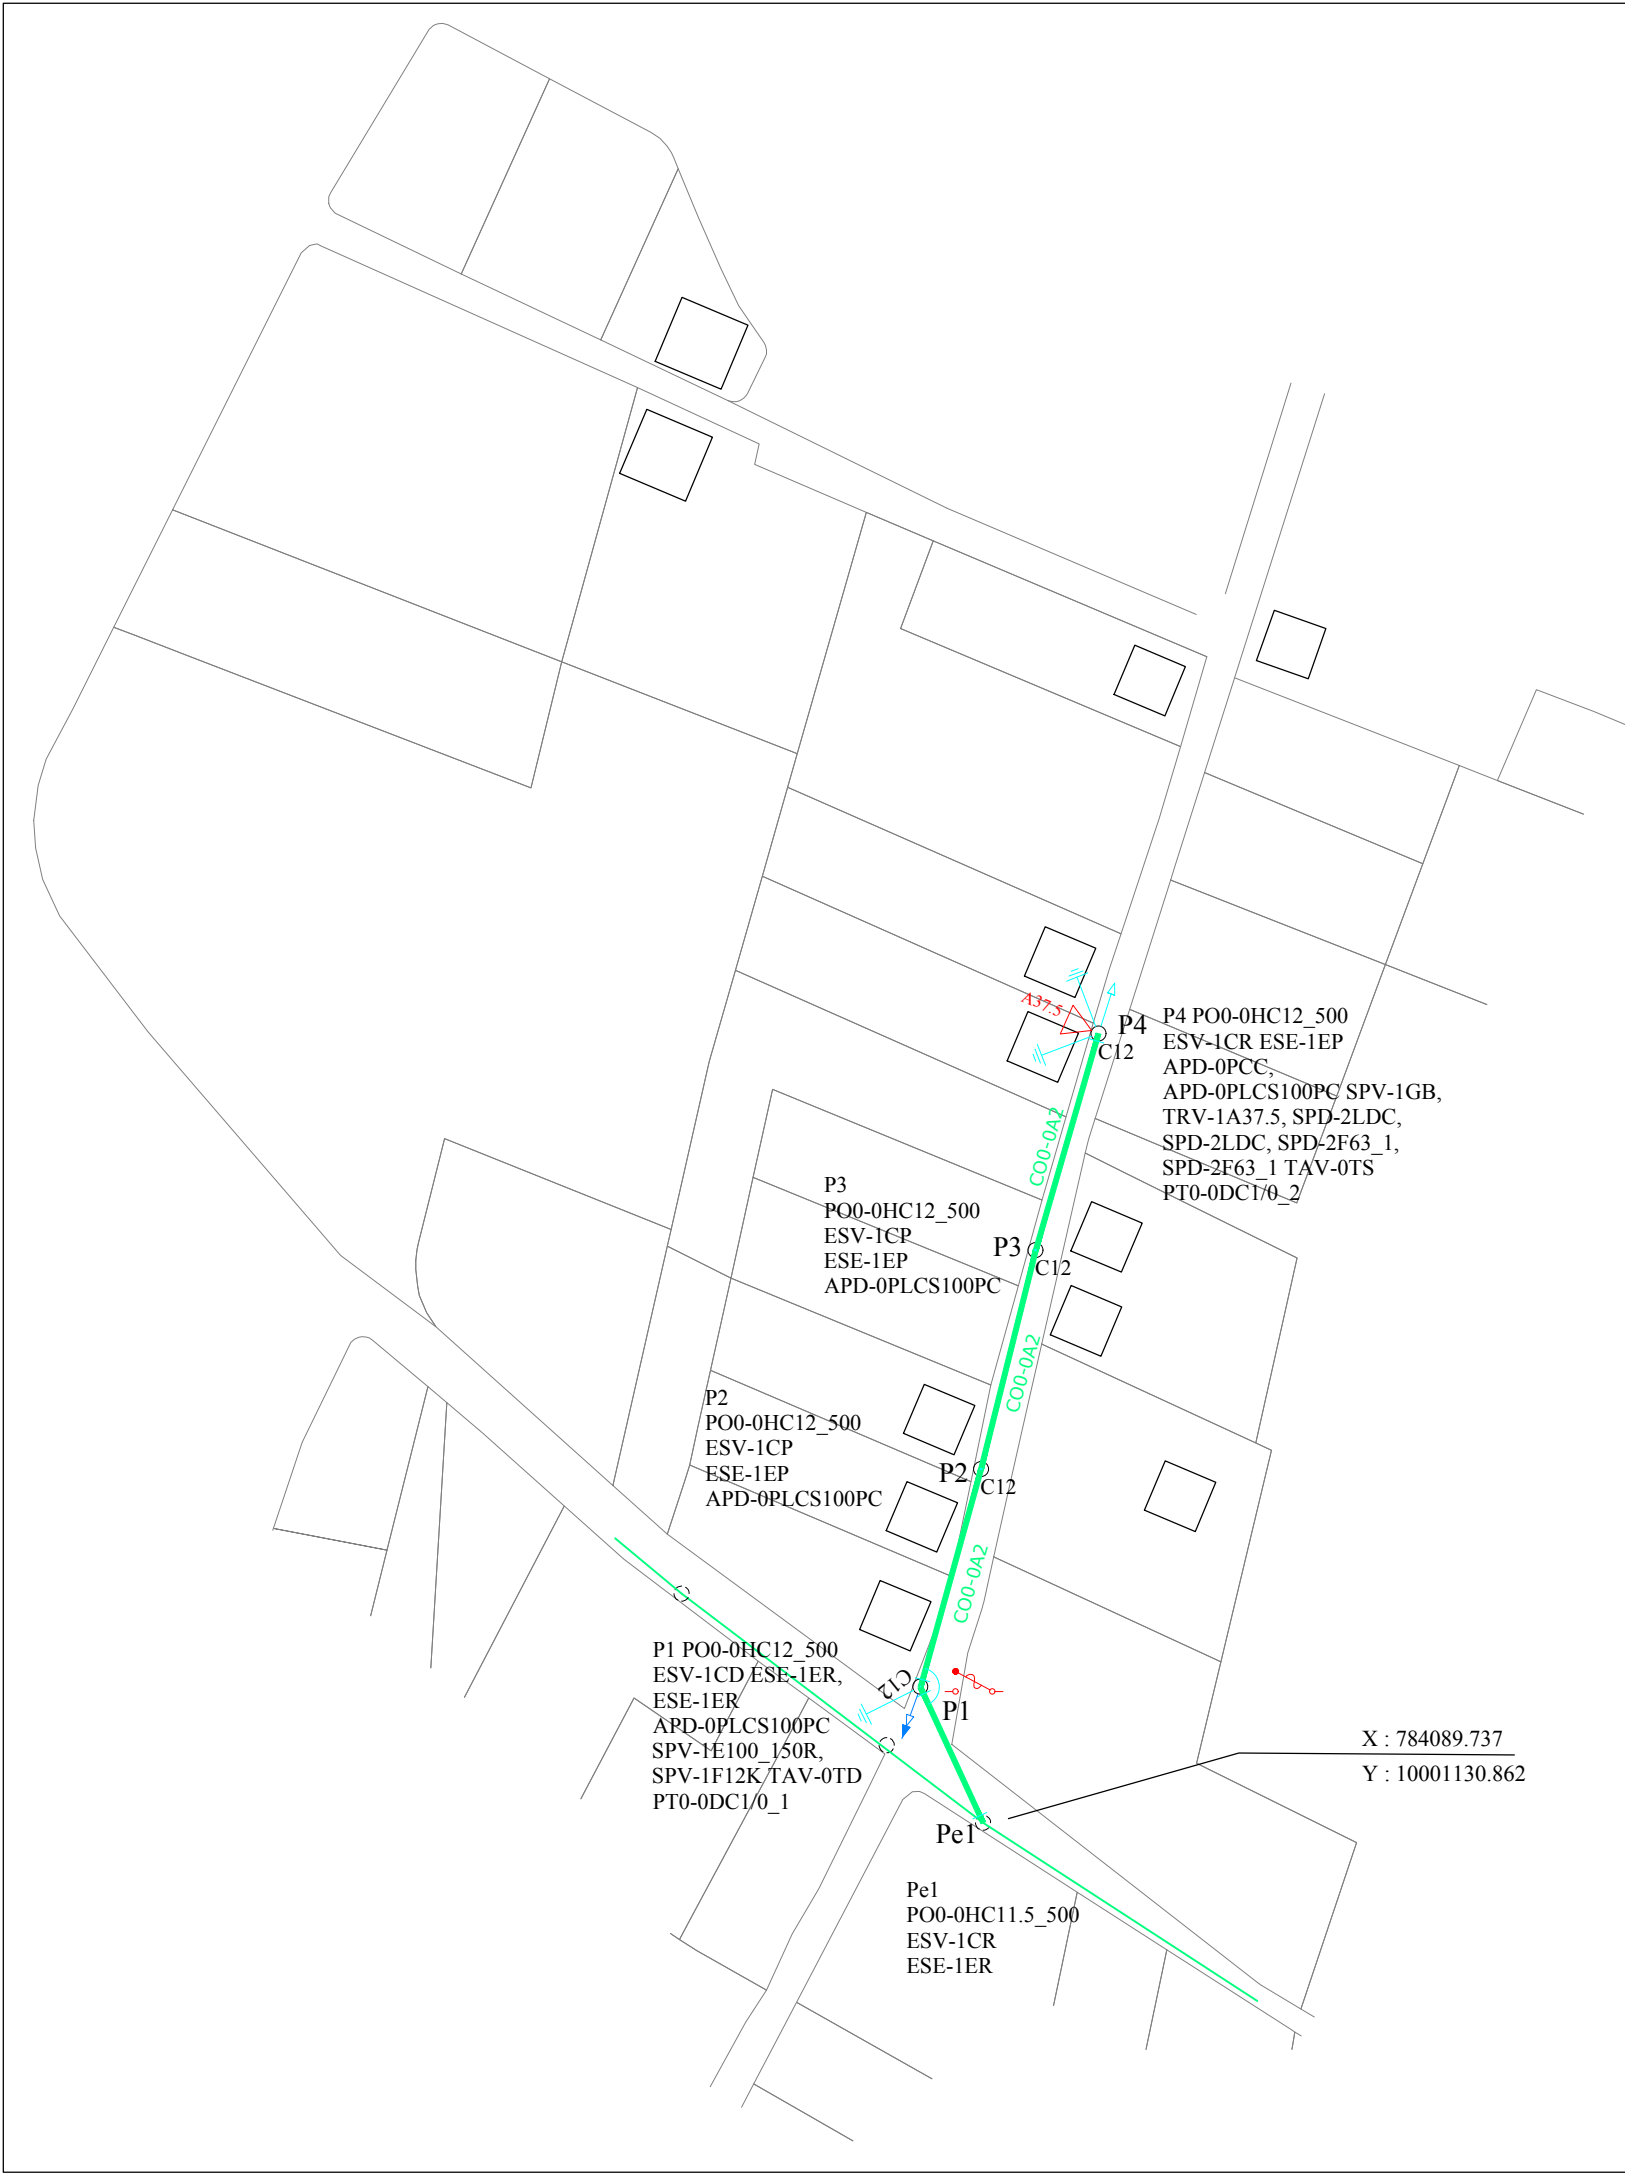 A37.5
P4
C12
P4 PO0-0HC12_500
ESV-1CR ESE-1EP
APD-0PCC,
APD-0PLCS100PC SPV-1GB,
TRV-1A37.5, SPD-2LDC,
SPD-2LDC, SPD-2F63_1,
SPD-2F63_1 TAV-0TS
PT0-0DC1/0_2
CO0-0A2
P3
PO0-0HC12_500
ESV-1CP
ESE-1EP
APD-0PLCS100PC
P3
C12
CO0-0A2
P2
PO0-0HC12_500
ESV-1CP
ESE-1EP
APD-0PLCS100PC
P2
C12
CO0-0A2
P1 PO0-0HC12_500
ESV-1CD ESE-1ER,
ESE-1ER
APD-0PLCS100PC
SPV-1E100_150R,
SPV-1F12K TAV-0TD
PT0-0DC1/0_1
C12
P1
X : 784089.737
Y : 10001130.862
Pe1
Pe1
PO0-0HC11.5_500
ESV-1CR
ESE-1ER